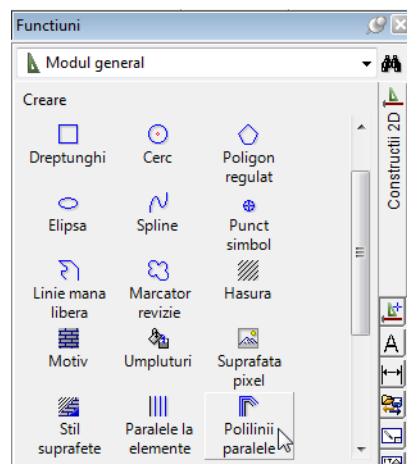 Functiuni
Modul general
Creare
Dreptunghi
Cerc
Poligon
regulat
Elipsa
Spline
Punct
simbol
Linie mana
libera
Marcator
revizie
Hasura
Motiv
Umpluturi
Suprafata
pixel
Stil
suprafete
Paralele la
elemente
Polilinii
paralele
Constructii 2D
A